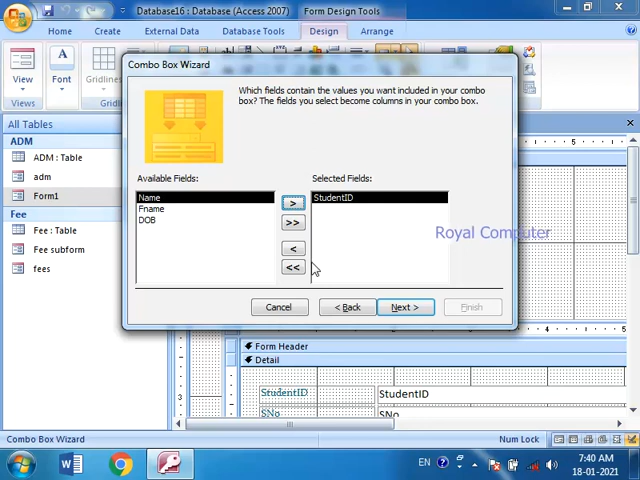 Database16 : Database (Access 2007)
Form Design Tools
Home
Create
External Data
Database Tools
Design
Arrange
View
Font
Gridlines
Views
All Tables
ADM
ADM : Table
adm
Form1
Fee
Fee : Table
Fee subform
fees
Combo Box Wizard
Which fields contain the values you want included in your combo
box? The fields you select become columns in your combo box.
Available Fields:
Selected Fields:
Name
Fname
DOB
StudentID
>
>>
<
<<
Royal Computer
Cancel
< Back
Next >
Finish
Form Header
Detail
StudentID
StudentID
SNo
SNo
Combo Box Wizard
Num Lock
EN
7:40 AM
18-01-2021